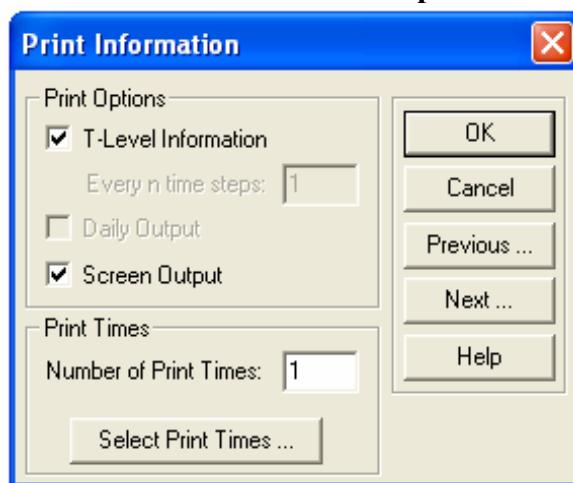 Print Information
Print Options
T-Level Information
Every n time steps: 1
Daily Output
Screen Output
Print Times
Number of Print Times: 1
Select Print Times ...
OK
Cancel
Previous ...
Next ...
Help